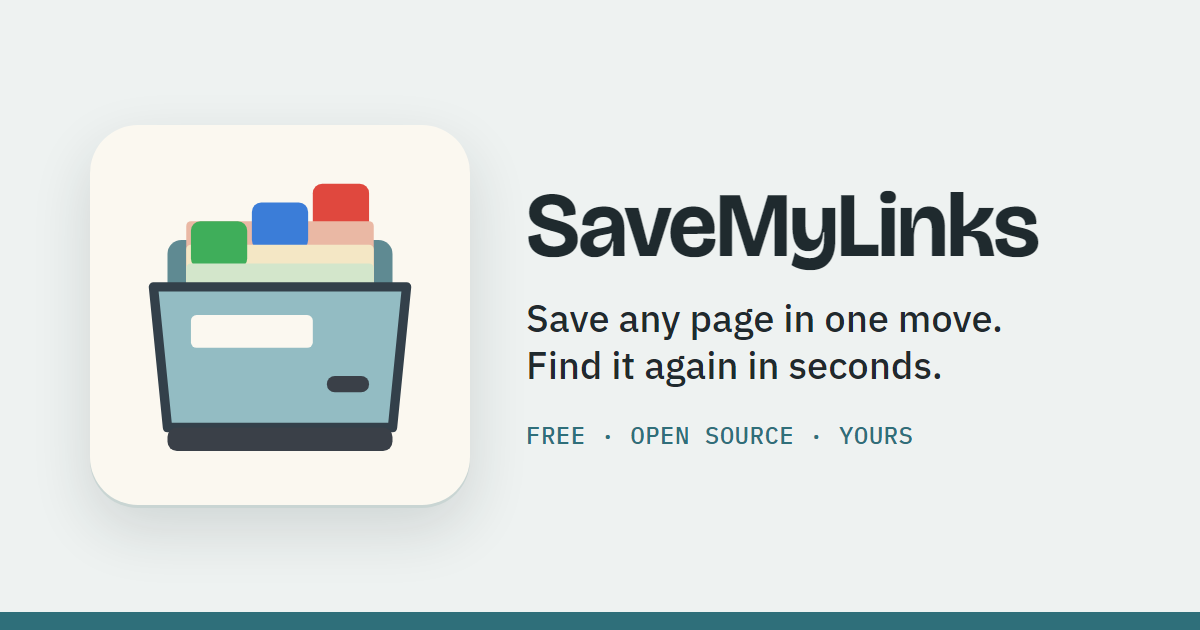 SaveMyLinks
Save any page in one move.
Find it again in seconds.
FREE · OPEN SOURCE · YOURS